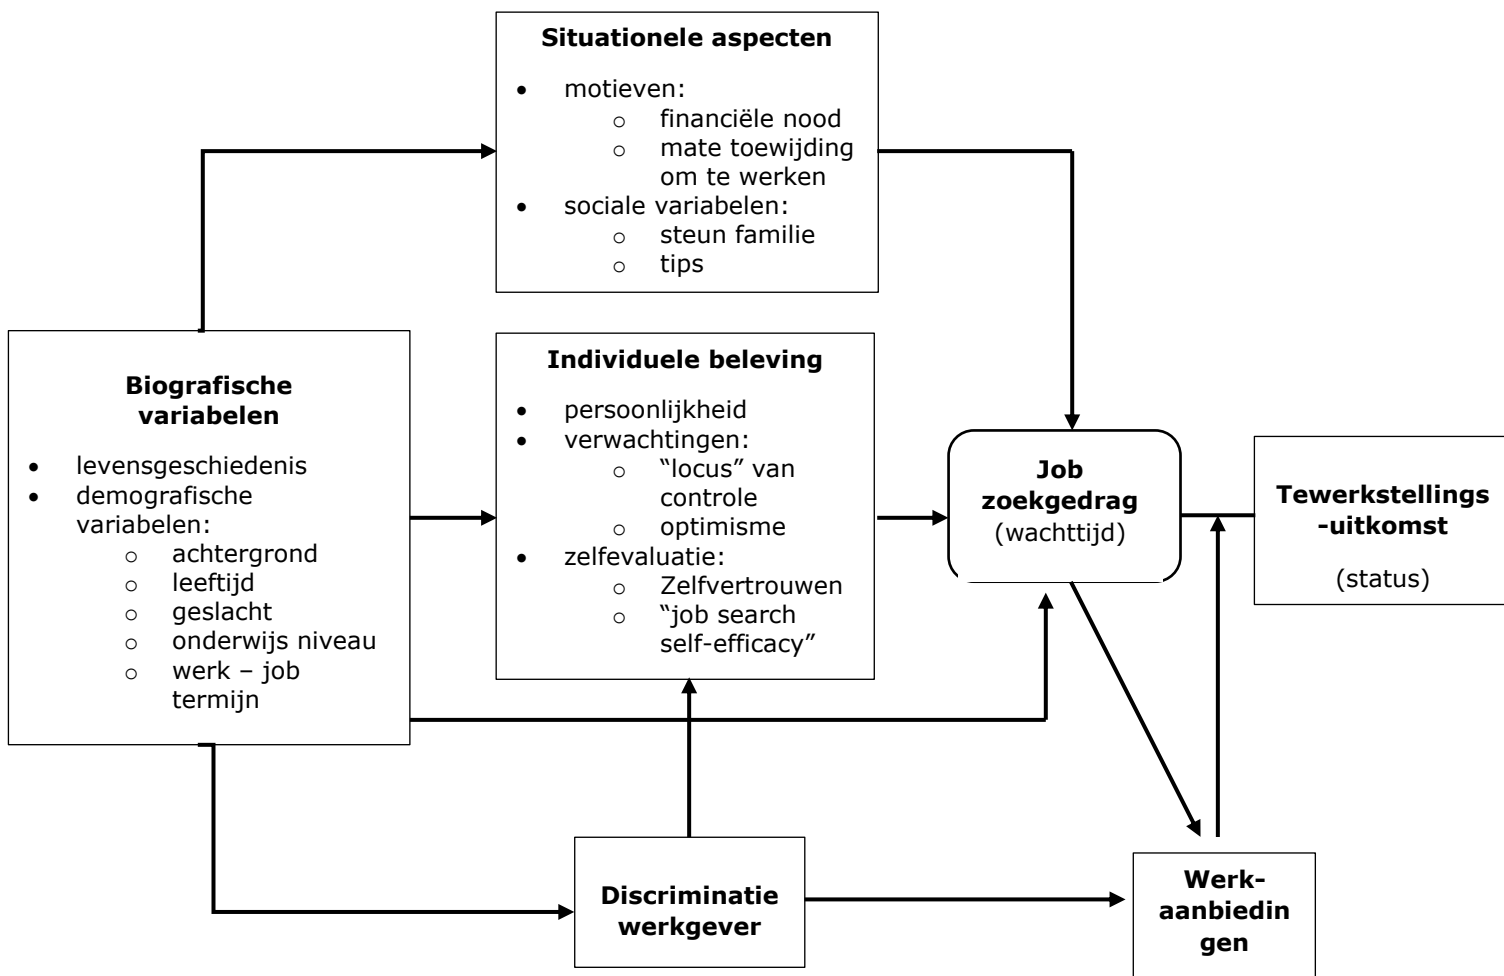 Situationele aspecten
• motieven:
o financiële nood
o mate toewijding
om te werken
• sociale variabelen:
o steun familie
o tips
Biografische
variabelen
• levensgeschiedenis
• demografische
variabelen:
o achtergrond
o leeftijd
o geslacht
o onderwijs niveau
o werk – job
termijn
Individuele beleving
• persoonlijkheid
• verwachtingen:
o “locus” van
controle
o optimisme
• zelfevaluatie:
o Zelfvertrouwen
o “job search
self-efficacy”
Job
zoekgedrag
(wachttijd)
Tewerkstellings
-uitkomst
(status)
Discriminatie
werkgever
Werk-
aanbiedin
gen